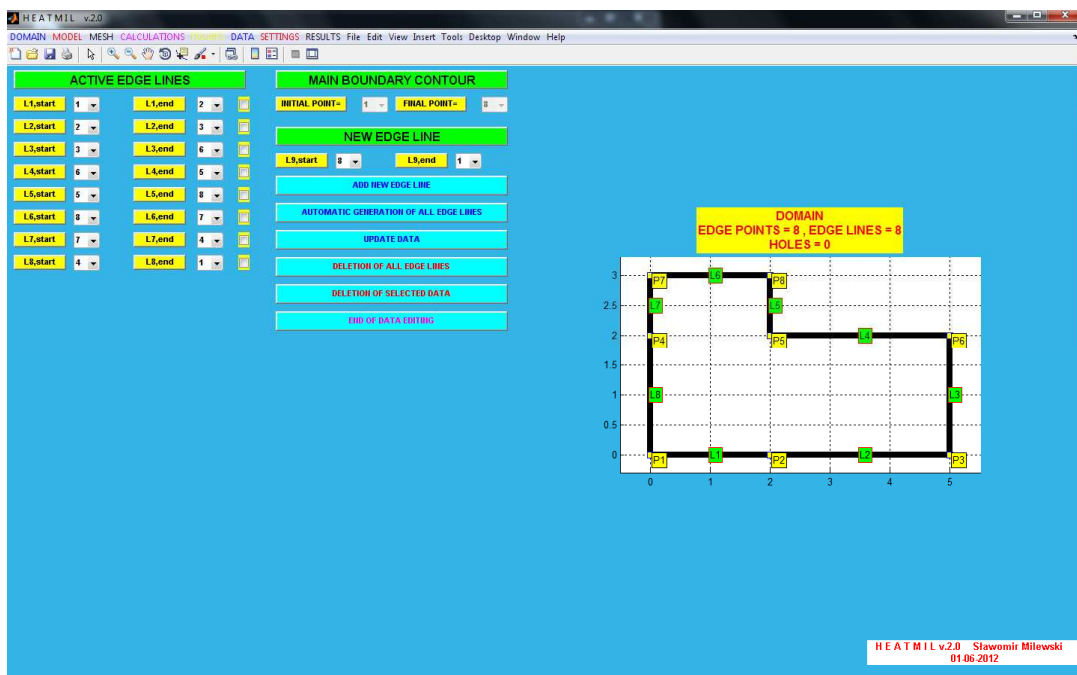 HEATMIL v.2.0
DOMAIN MODEL MESH CALCULATIONS DATA SETTINGS RESULTS File Edit View Insert Tools Desktop Window Help
ACTIVE EDGE LINES
L1,start 1 L1,end 2
L2,start 2 L2,end 3
L3,start 3 L3,end 6
L4,start 6 L4,end 5
L5,start 5 L5,end 8
L6,start 8 L6,end 7
L7,start 7 L7,end 4
L8,start 4 L8,end 1
MAIN BOUNDARY CONTOUR
INITIAL POINT= 1 FINAL POINT= 8
NEW EDGE LINE
L9,start 8 L9,end 1
ADD NEW EDGE LINE
AUTOMATIC GENERATION OF ALL EDGE LINES
UPDATE DATA
DELETION OF ALL EDGE LINES
DELETION OF SELECTED DATA
END OF DATA EDITING
DOMAIN
EDGE POINTS = 8 , EDGE LINES = 8
HOLES = 0
3 P7 L6 P8
2.5 L7 L5
2 P4 P5 L4 P6
1.5
1 L8 L3
0.5
0 P1 L1 P2 L2 P3
0 1 2 3 4 5
H E A T M I L v.2.0 Sławomir Milewski
01-06-2012